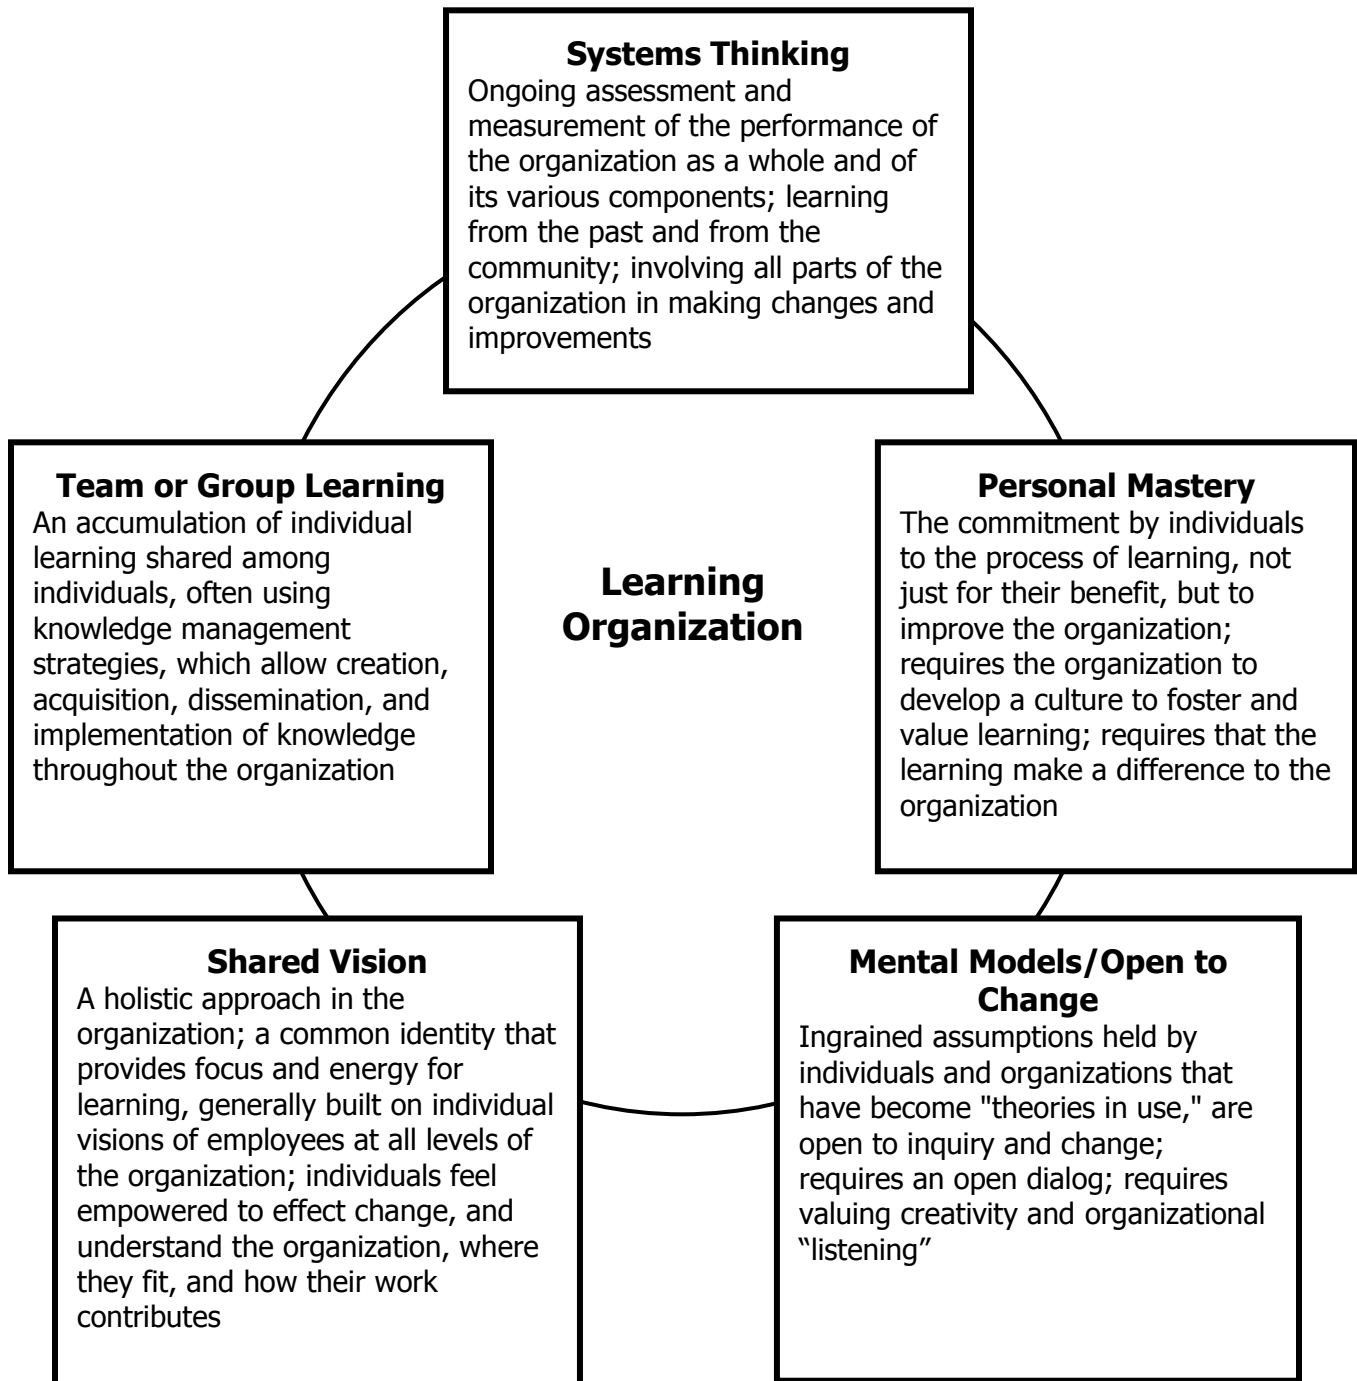 Systems Thinking
Ongoing assessment and
measurement of the performance of
the organization as a whole and of
its various components; learning
from the past and from the
community; involving all parts of the
organization in making changes and
improvements
Team or Group Learning
An accumulation of individual
learning shared among
individuals, often using
knowledge management
strategies, which allow creation,
acquisition, dissemination, and
implementation of knowledge
throughout the organization
Learning
Organization
Personal Mastery
The commitment by individuals
to the process of learning, not
just for their benefit, but to
improve the organization;
requires the organization to
develop a culture to foster and
value learning; requires that the
learning make a difference to the
organization
Shared Vision
A holistic approach in the
organization; a common identity that
provides focus and energy for
learning, generally built on individual
visions of employees at all levels of
the organization; individuals feel
empowered to effect change, and
understand the organization, where
they fit, and how their work
contributes
Mental Models/Open to
Change
Ingrained assumptions held by
individuals and organizations that
have become "theories in use," are
open to inquiry and change;
requires an open dialog; requires
valuing creativity and organizational
“listening”